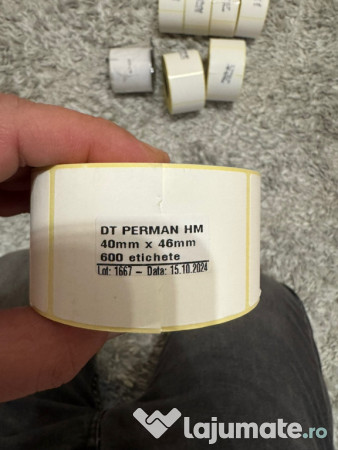 DT PERMAN HM
40mm x 46mm
600 etichete
Lot: 1667 - Data: 15.10.2024
lajumate.ro